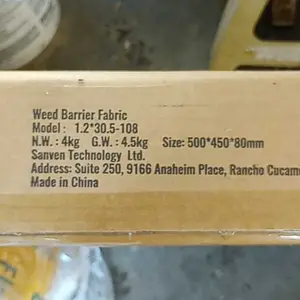 Weed Barrier Fabric
Model : 1.2*30.5-108
N.W. : 4kg G.W. : 4.5kg Size: 500*450*80mm
Sanven Technology Ltd.
Address: Suite 250, 9166 Anaheim Place, Rancho Cucam
Made in China